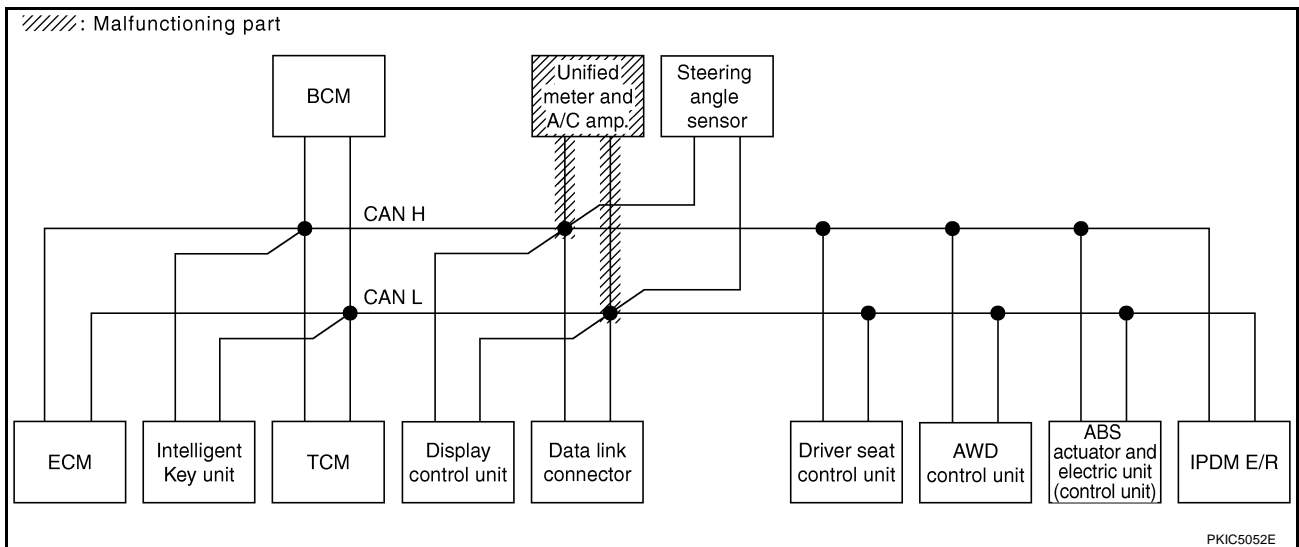 : Malfunctioning part
BCM
Unified
meter and
A/C amp.
Steering
angle
sensor
CAN H
CAN L
ECM
Intelligent
Key unit
TCM
Display
control unit
Data link
connector
Driver seat
control unit
AWD
control unit
ABS
actuator and
electric unit
(control unit)
IPDM E/R
PKIC5052E